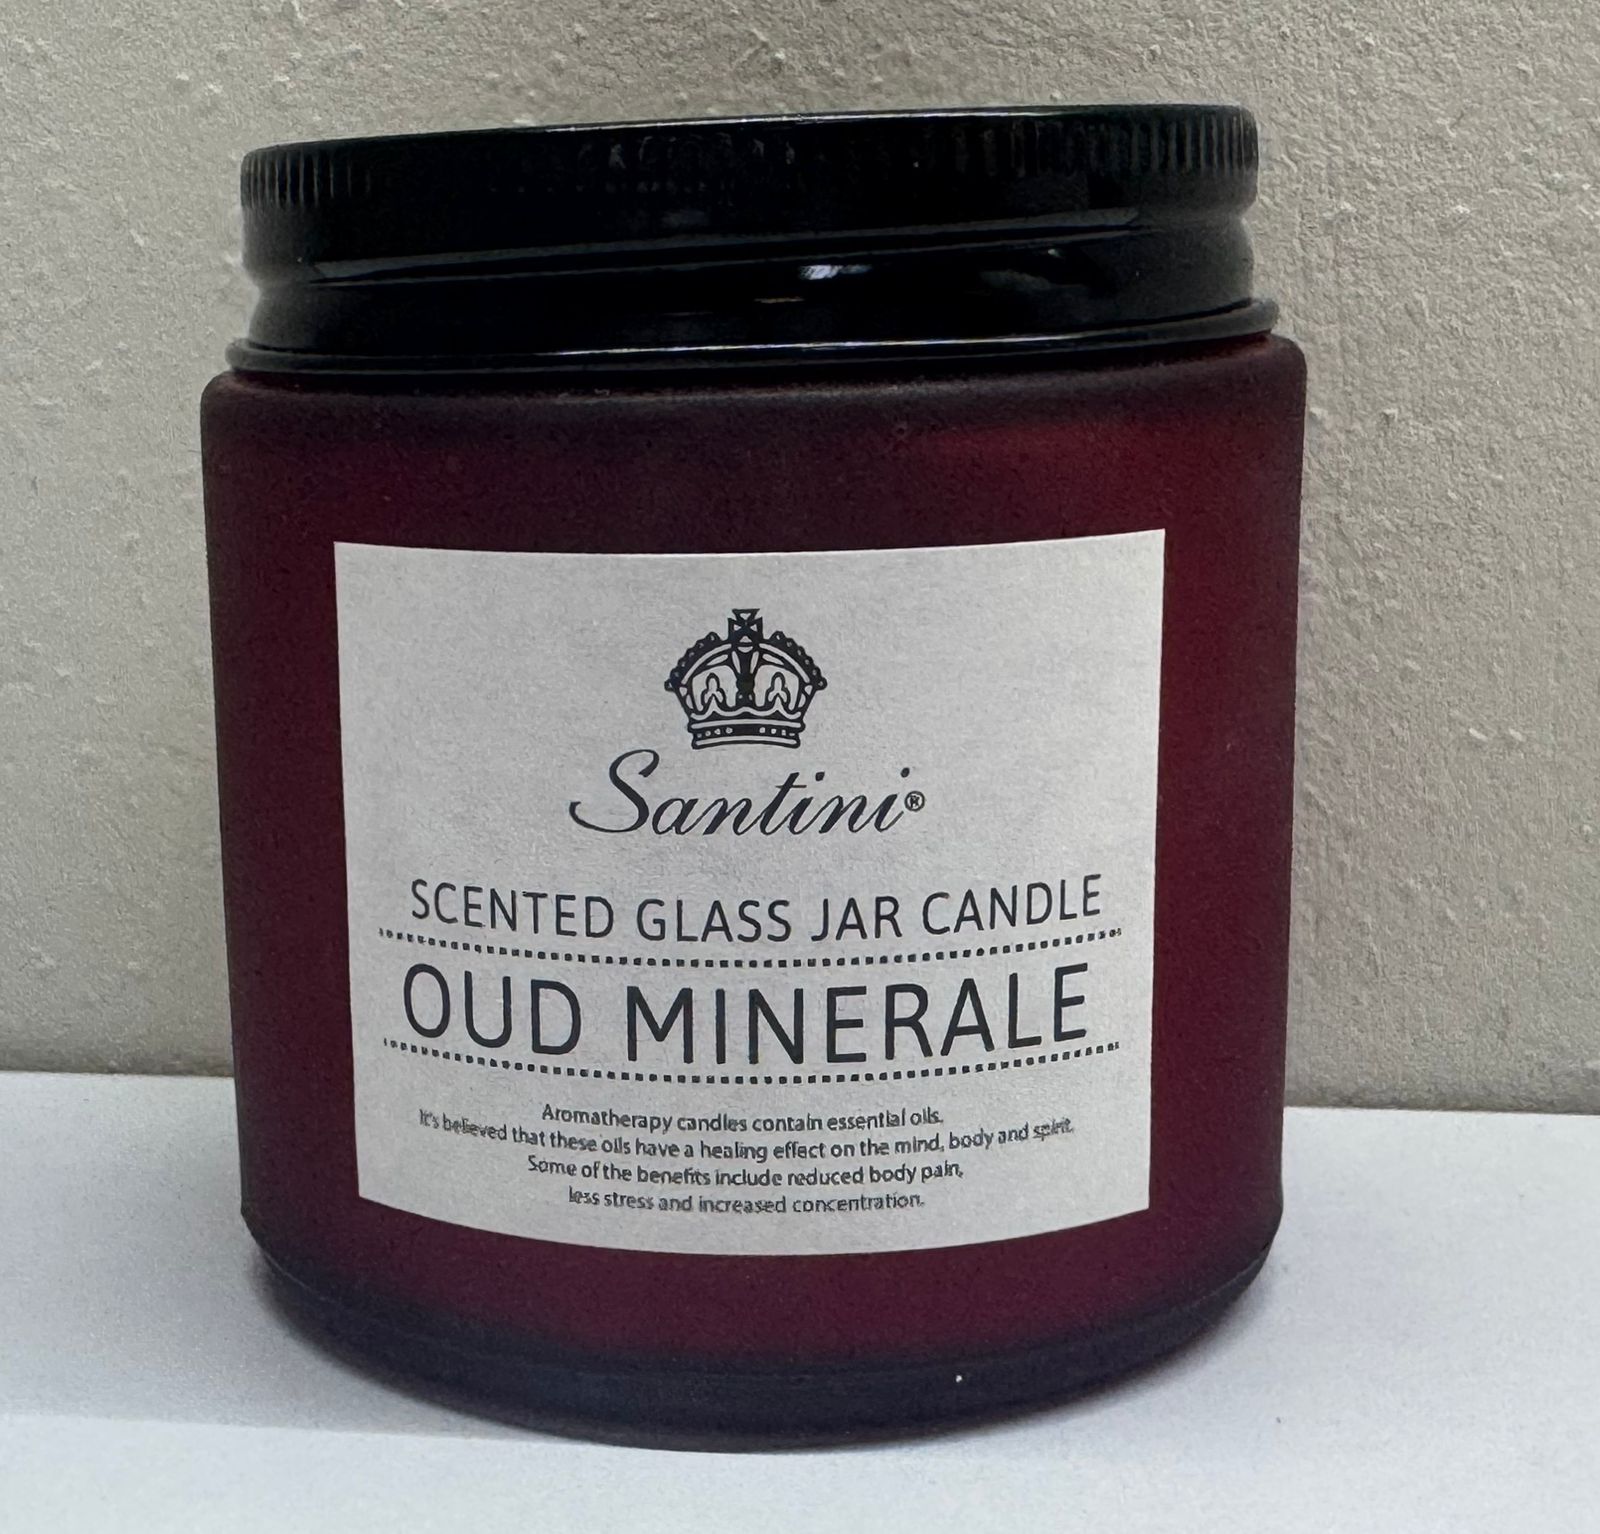 Santini®
SCENTED GLASS JAR CANDLE
OUD MINERALE
Aromatherapy candles contain essential oils.
It's believed that these oils have a healing effect on the mind, body and spirit.
Some of the benefits include reduced body pain,
less stress and increased concentration.